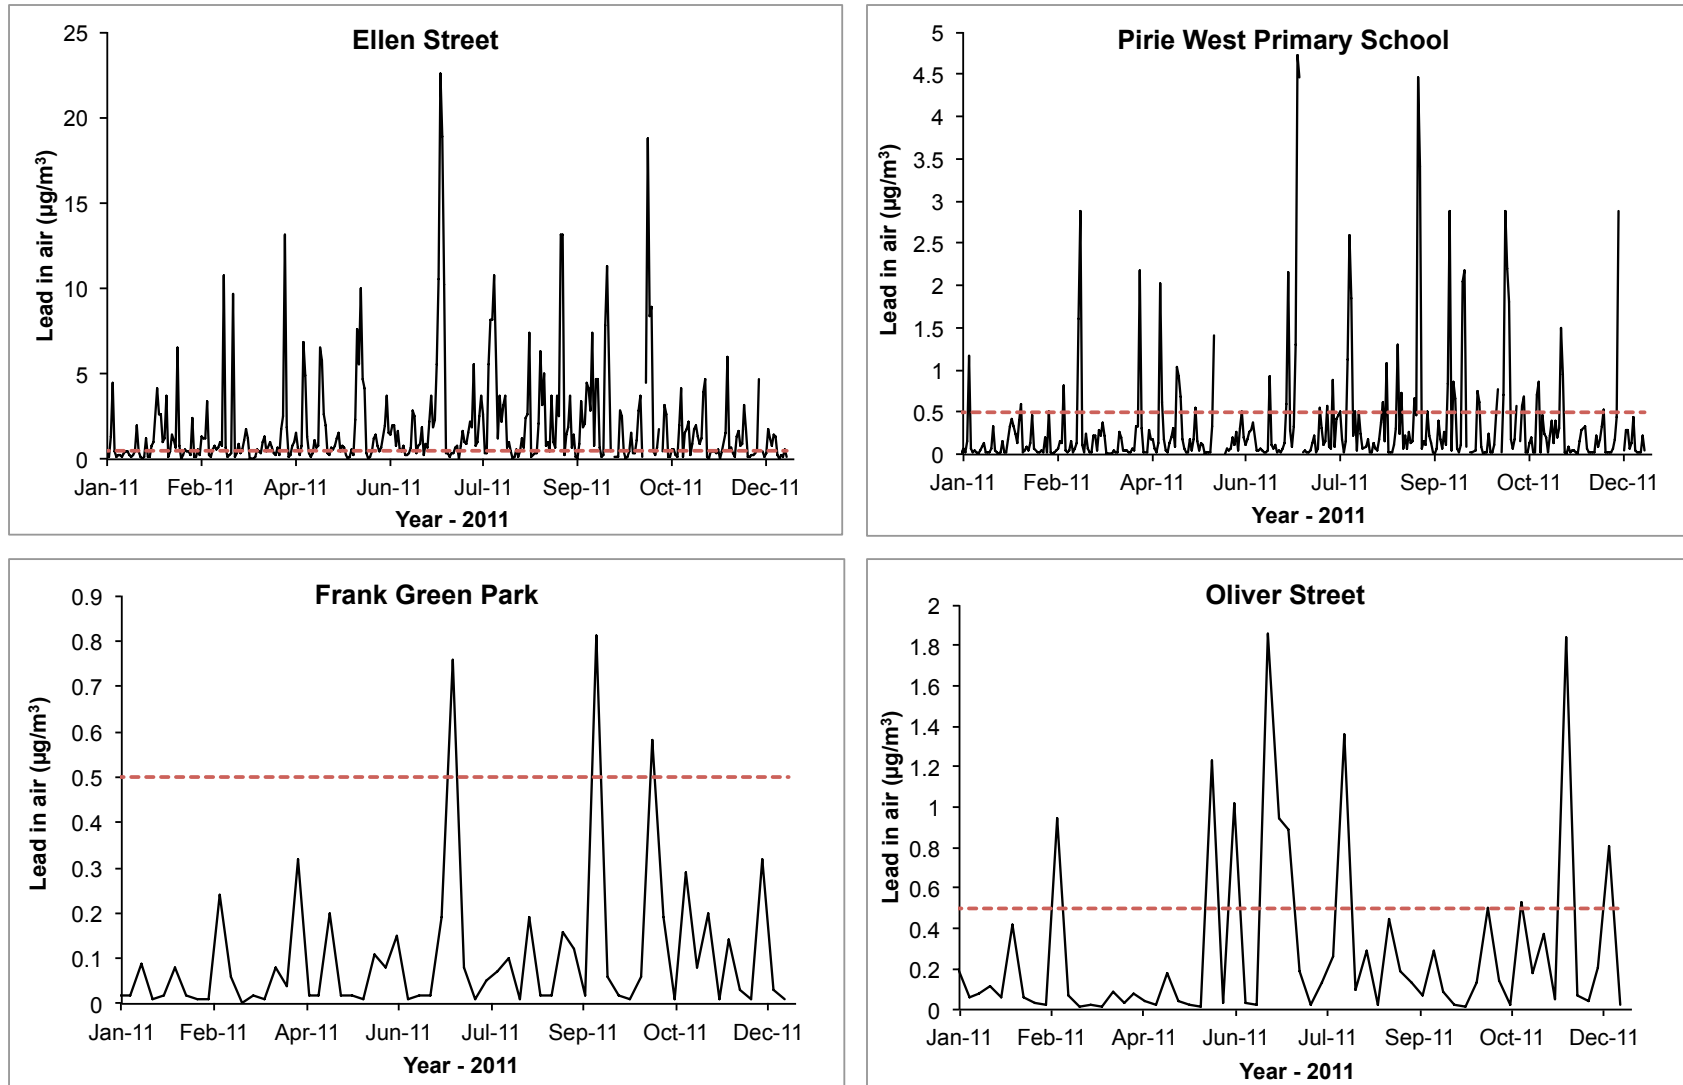 Ellen Street
25
20
15
10
5
0
Lead in air (µg/m³)
Jan-11 Feb-11 Apr-11 Jun-11 Jul-11 Sep-11 Oct-11 Dec-11
Year - 2011
Pirie West Primary School
5
4.5
4
3.5
3
2.5
2
1.5
1
0.5
0
Lead in air (µg/m³)
Jan-11 Feb-11 Apr-11 Jun-11 Jul-11 Sep-11 Oct-11 Dec-11
Year - 2011
Frank Green Park
0.9
0.8
0.7
0.6
0.5
0.4
0.3
0.2
0.1
0
Lead in air (µg/m³)
Jan-11 Feb-11 Apr-11 Jun-11 Jul-11 Sep-11 Oct-11 Dec-11
Year - 2011
Oliver Street
2
1.8
1.6
1.4
1.2
1
0.8
0.6
0.4
0.2
0
Lead in air (µg/m³)
Jan-11 Feb-11 Apr-11 Jun-11 Jul-11 Sep-11 Oct-11 Dec-11
Year - 2011